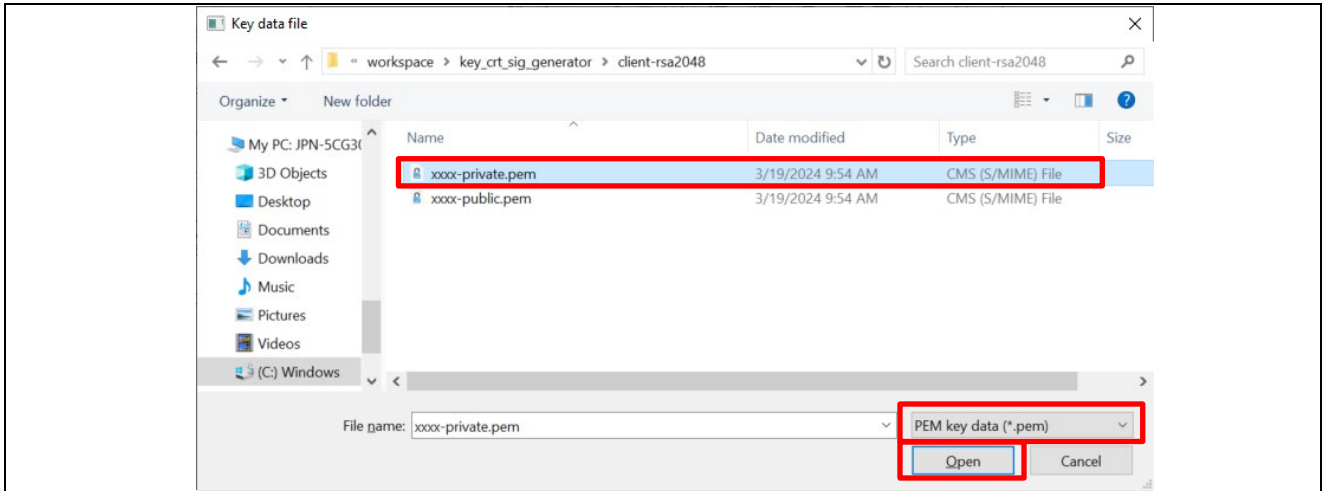 Key data file
« workspace > key_crt_sig_generator > client-rsa2048
Search client-rsa2048
Organize
New folder
My PC: JPN-5CG3(
3D Objects
Desktop
Documents
Downloads
Music
Pictures
Videos
(C:) Windows
Name Date modified Type Size
xxxx-private.pem 3/19/2024 9:54 AM CMS (S/MIME) File
xxxx-public.pem 3/19/2024 9:54 AM CMS (S/MIME) File
File name: xxxx-private.pem
PEM key data (*.pem)
Open Cancel